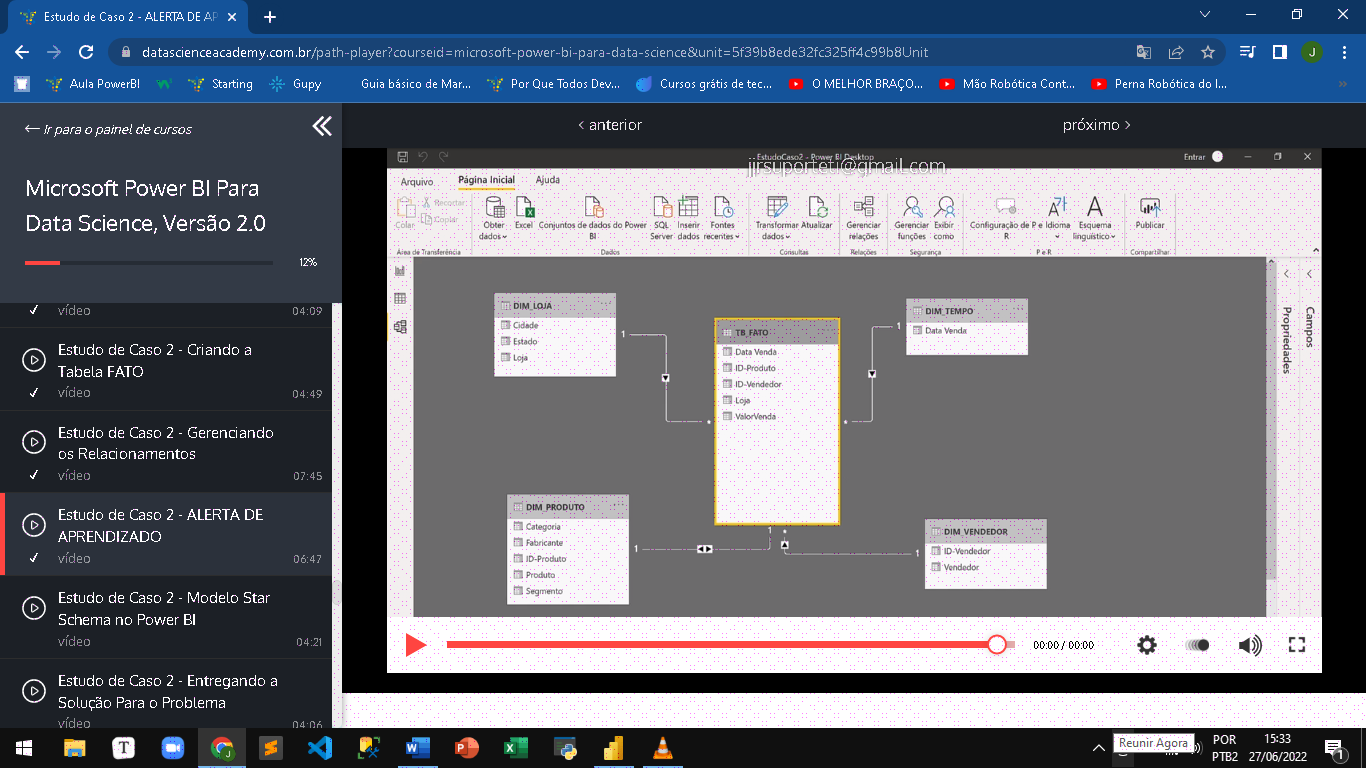 Estudo de Caso 2 - ALERTA DE AP
datascienceacademy.com.br/path-player?courseid=microsoft-power-bi-para-data-science&unit=5f39b8ede32fc325ff4c99b8Unit
J
Aula PowerBI
Starting
Gupy
Guia básico de Mar...
Por Que Todos Dev...
Cursos grátis de tec...
O MELHOR BRAÇO...
Mão Robótica Cont...
Perna Robótica do I...
Ir para o painel de cursos
anterior
próximo
Microsoft Power BI Para
Data Science, Versão 2.0
12%
vídeo 04:09
Estudo de Caso 2 - Criando a
Tabela FATO
vídeo 04:49
Estudo de Caso 2 - Gerenciando
os Relacionamentos
vídeo 07:45
Estudo de Caso 2 - ALERTA DE
APRENDIZADO
vídeo 06:47
Estudo de Caso 2 - Modelo Star
Schema no Power BI
vídeo 04:21
Estudo de Caso 2 - Entregando a
Solução Para o Problema
vídeo 04:06
EstudoCaso2 - Power BI Desktop
jjrsuporteti@gmail.com
Entrar
Arquivo
Página Inicial
Ajuda
Colar
Recortar
Copiar
Obter dados
Excel
Conjuntos de dados do Power BI
SQL Server
Inserir dados
Fontes recentes
Transformar dados
Atualizar
Gerenciar relações
Gerenciar funções
Exibir como
Configuração de P e R
Idioma
Esquema linguístico
Publicar
Área de Transferência
Dados
Consultas
Relações
Segurança
P e R
Compartilhar
DIM_LOJA
Cidade
Estado
Loja
1
*
TB_FATO
Data Venda
ID-Produto
ID-Vendedor
Loja
ValorVenda
DIM_TEMPO
Data Venda
1
*
DIM_PRODUTO
Categoria
Fabricante
ID-Produto
Produto
Segmento
1
1
*
1
DIM_VENDEDOR
ID-Vendedor
Vendedor
Propriedades
Campos
00:00 / 00:00
Reunir Agora
POR
PTB2
15:33
27/06/2022
1